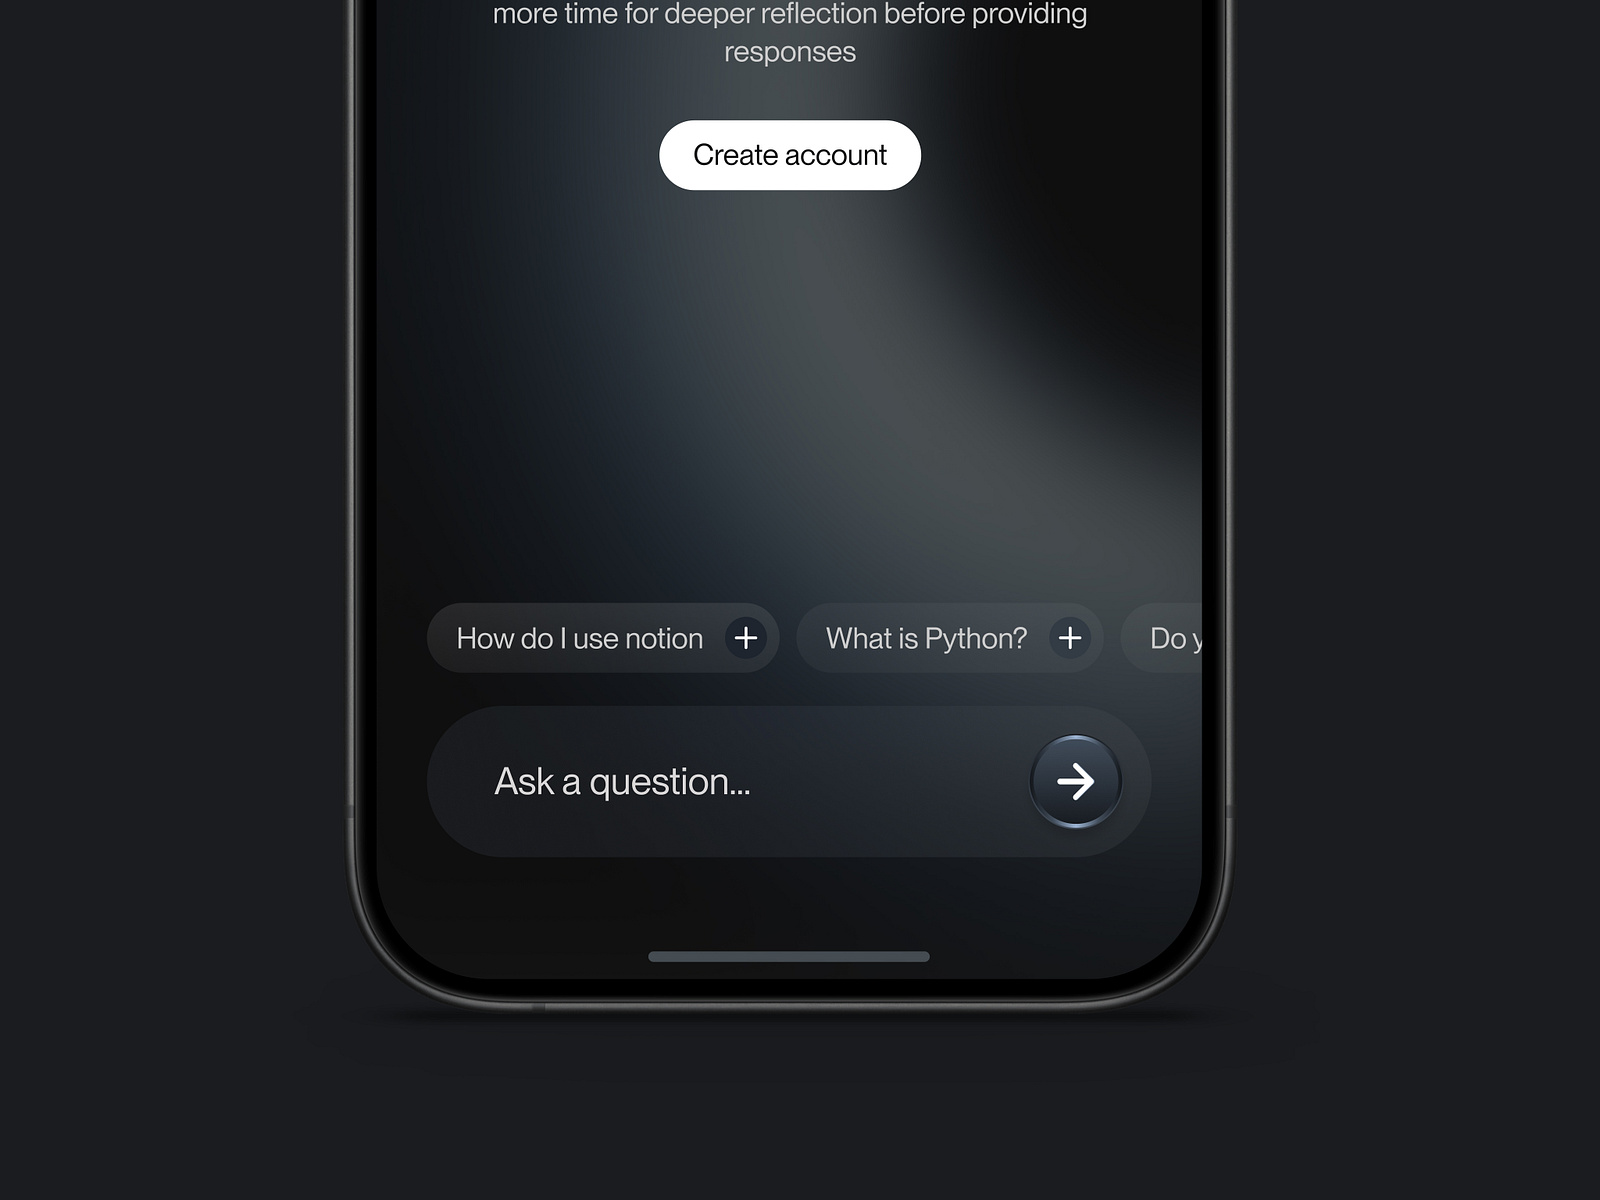 more time for deeper reflection before providing
responses
Create account
How do I use notion
What is Python?
Do
Ask a question...